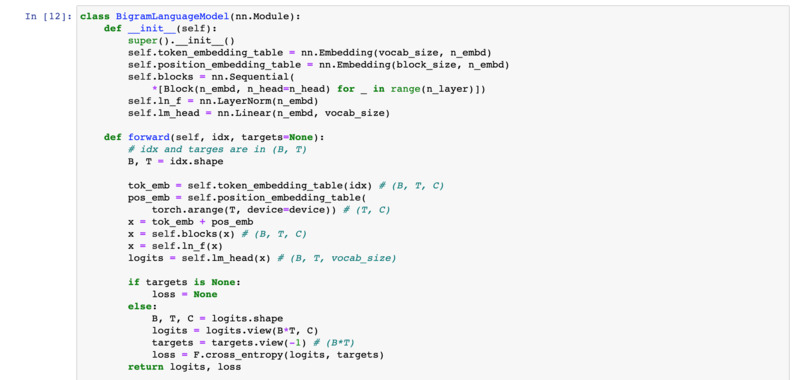 In [12]: class BigramLanguageModel(nn.Module):
    def __init__(self):
        super().__init__()
        self.token_embedding_table = nn.Embedding(vocab_size, n_embd)
        self.position_embedding_table = nn.Embedding(block_size, n_embd)
        self.blocks = nn.Sequential(
            *[Block(n_embd, n_head=n_head) for _ in range(n_layer)])
        self.ln_f = nn.LayerNorm(n_embd)
        self.lm_head = nn.Linear(n_embd, vocab_size)

    def forward(self, idx, targets=None):
        # idx and targes are in (B, T)
        B, T = idx.shape

        tok_emb = self.token_embedding_table(idx) # (B, T, C)
        pos_emb = self.position_embedding_table(
            torch.arange(T, device=device)) # (T, C)
        x = tok_emb + pos_emb
        x = self.blocks(x) # (B, T, C)
        x = self.ln_f(x)
        logits = self.lm_head(x) # (B, T, vocab_size)

        if targets is None:
            loss = None
        else:
            B, T, C = logits.shape
            logits = logits.view(B*T, C)
            targets = targets.view(-1) # (B*T)
            loss = F.cross_entropy(logits, targets)
        return logits, loss